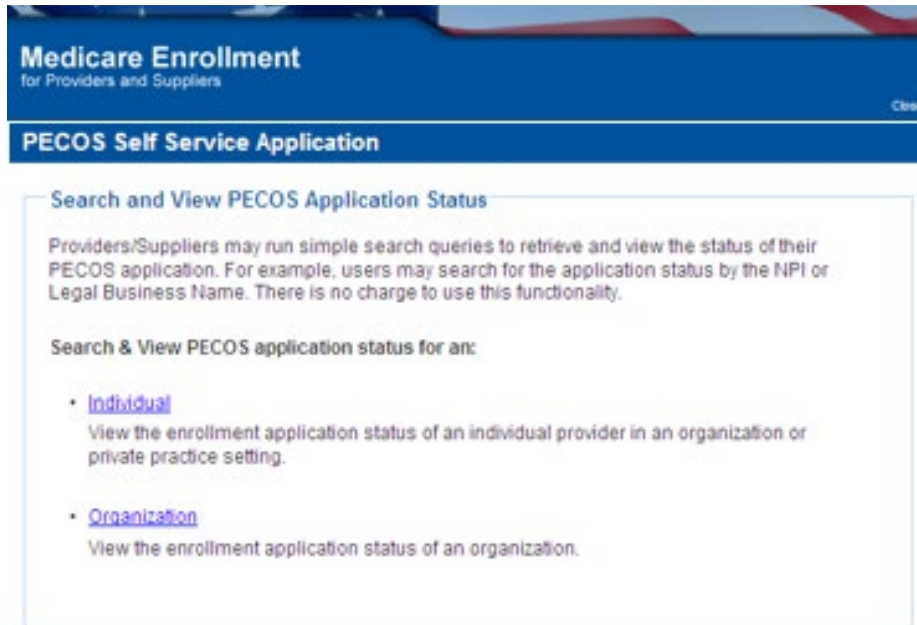 Medicare Enrollment
for Providers and Suppliers
PECOS Self Service Application
Search and View PECOS Application Status
Providers/Suppliers may run simple search queries to retrieve and view the status of their
PECOS application. For example, users may search for the application status by the NPI or
Legal Business Name. There is no charge to use this functionality.
Search & View PECOS application status for an:
• Individual
View the enrollment application status of an individual provider in an organization or
private practice setting.
• Organization
View the enrollment application status of an organization.